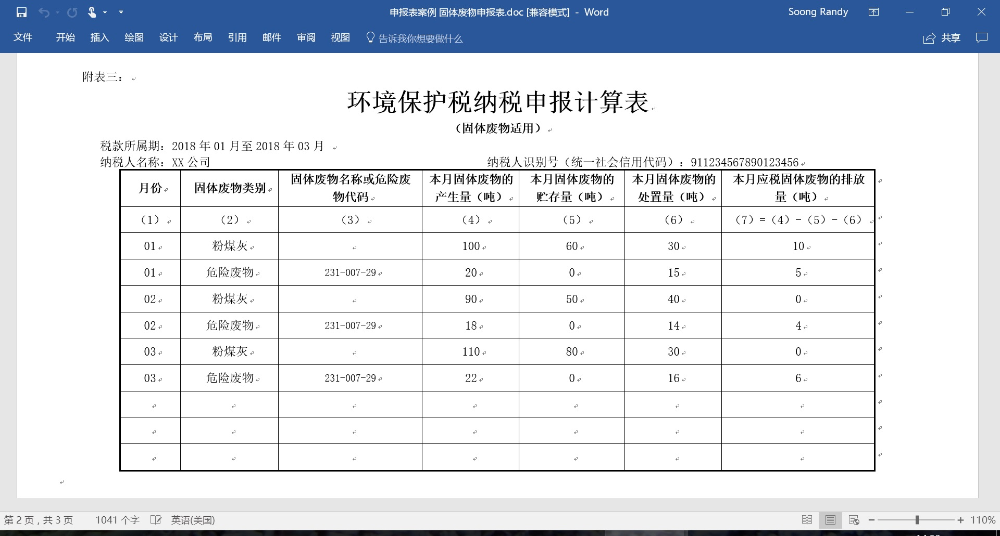 申报表案例 固体废物申报表.doc [兼容模式] - Word
Soong Randy
文件 开始 插入 绘图 设计 布局 引用 邮件 审阅 视图 告诉我你想要做什么 共享
附表三：
环境保护税纳税申报计算表
（固体废物适用）
税款所属期：2018 年 01 月至 2018 年 03 月
纳税人名称：XX 公司 纳税人识别号（统一社会信用代码）：911234567890123456
月份 固体废物类别 固体废物名称或危险废物代码 本月固体废物的产生量（吨） 本月固体废物的贮存量（吨） 本月固体废物的处置量（吨） 本月应税固体废物的排放量（吨）
（1） （2） （3） （4） （5） （6） （7）=（4）-（5）-（6）
01 粉煤灰 100 60 30 10
01 危险废物 231-007-29 20 0 15 5
02 粉煤灰 90 50 40 0
02 危险废物 231-007-29 18 0 14 4
03 粉煤灰 110 80 30 0
03 危险废物 231-007-29 22 0 16 6
第 2 页，共 3 页 1041 个字 英语(美国) 110%